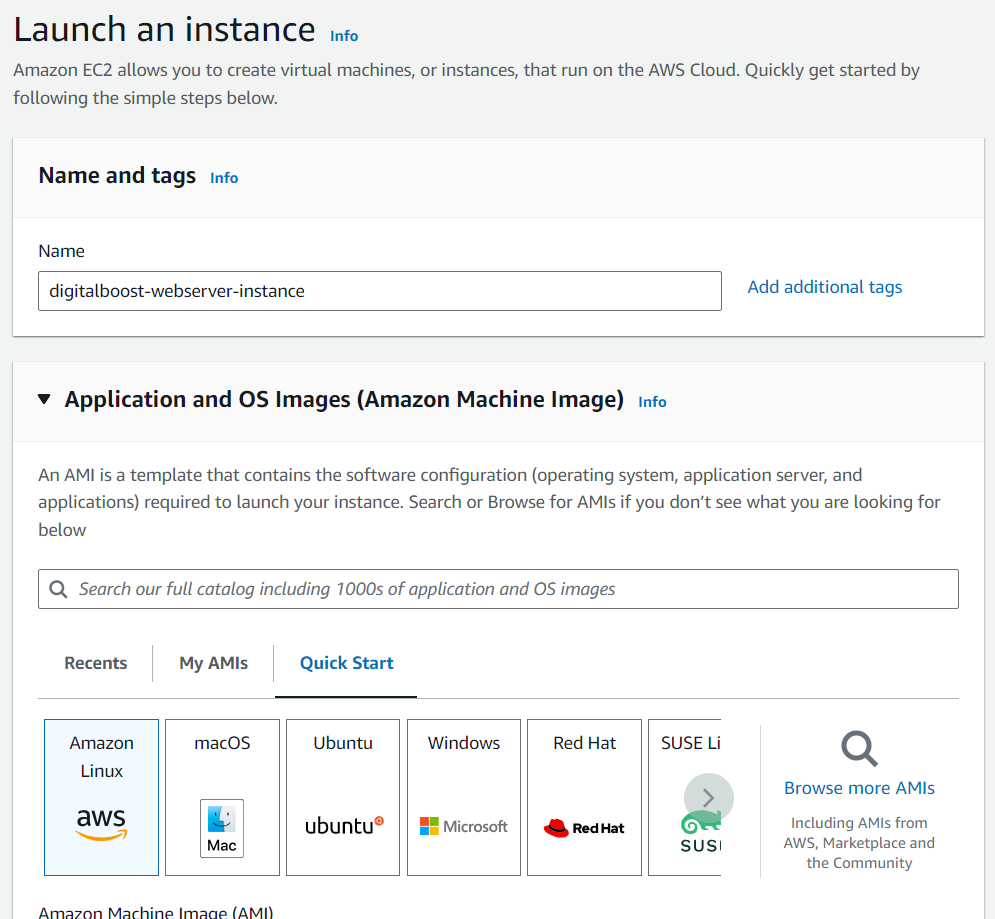 Launch an instance Info
Amazon EC2 allows you to create virtual machines, or instances, that run on the AWS Cloud. Quickly get started by
following the simple steps below.
Name and tags Info
Name
digitalboost-webserver-instance
Add additional tags
Application and OS Images (Amazon Machine Image) Info
An AMI is a template that contains the software configuration (operating system, application server, and
applications) required to launch your instance. Search or Browse for AMIs if you don’t see what you are looking for
below
Search our full catalog including 1000s of application and OS images
Recents
My AMIs
Quick Start
Amazon
Linux
aws
macOS
Mac
Ubuntu
ubuntu
Windows
Microsoft
Red Hat
Red Hat
SUSE Li
SUS
Browse more AMIs
Including AMIs from
AWS, Marketplace and
the Community
Amazon Machine Image (AMI)